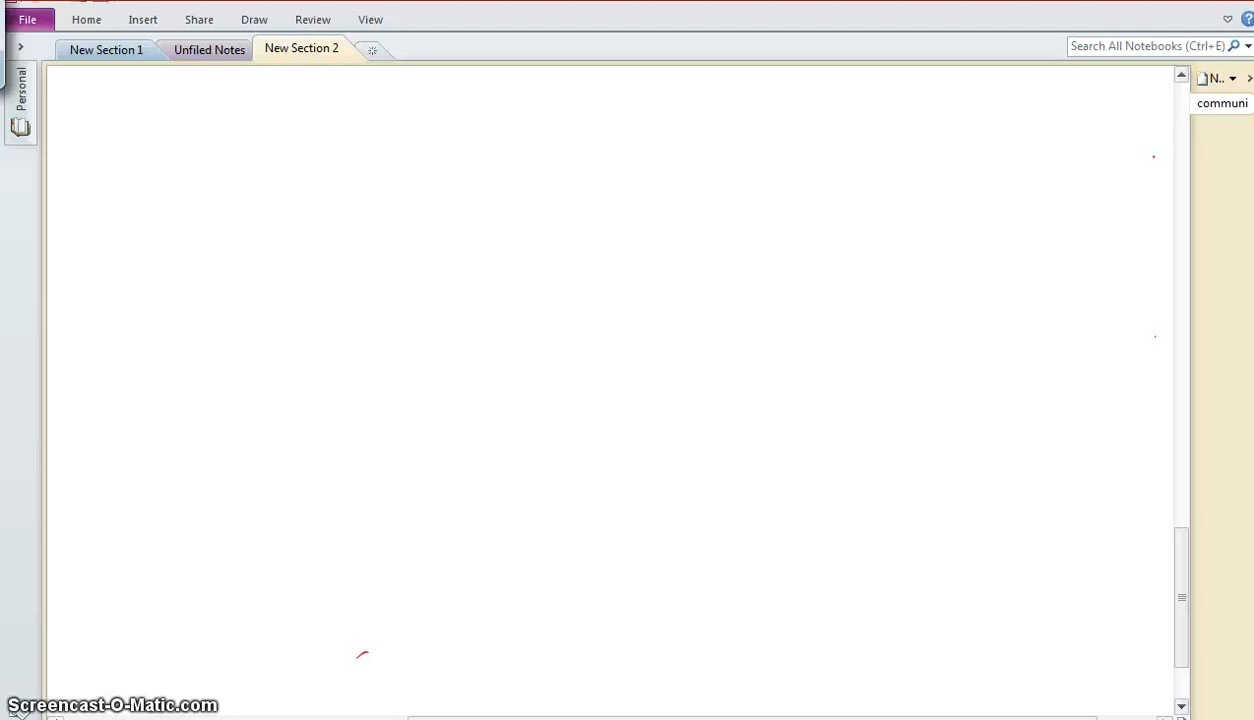 File Home Insert Share Draw Review View
New Section 1 Unfiled Notes New Section 2 Search All Notebooks (Ctrl+E)
Personal
N..
communi
Screencast-O-Matic.com